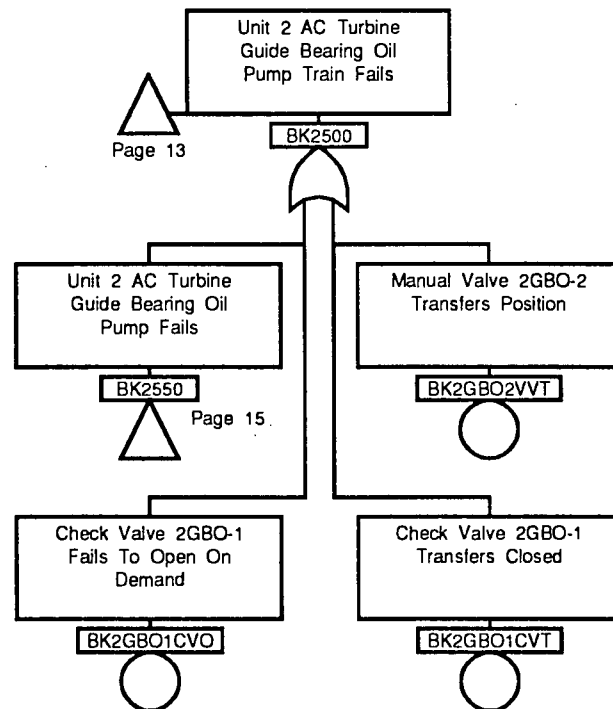 Unit 2 AC Turbine
Guide Bearing Oil
Pump Train Fails
Page 13
BK2500
Unit 2 AC Turbine
Guide Bearing Oil
Pump Fails
BK2550
Page 15
Manual Valve 2GBO-2
Transfers Position
BK2GBO2VVT
Check Valve 2GBO-1
Fails To Open On
Demand
BK2GBO1CVO
Check Valve 2GBO-1
Transfers Closed
BK2GBO1CVT